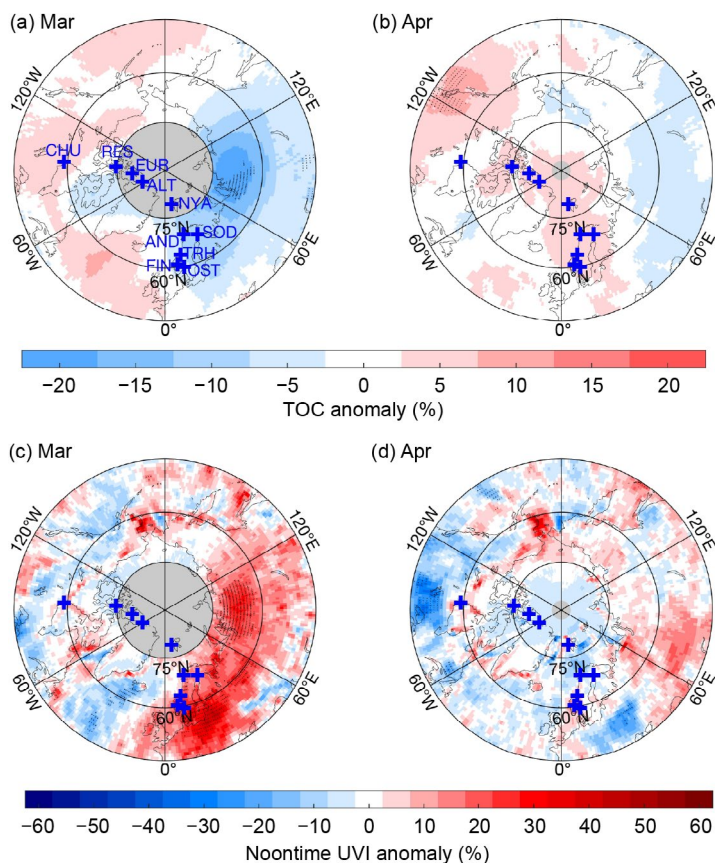 (a) Mar
(b) Apr
120°W
120°E
120°W
120°E
CHU
RES
EUR
ALT
NYA
75°N
AND
SOD
TRH
FIN
OST
60°N
60°W
60°E
0°
75°N
60°N
60°W
60°E
0°
−20 −15 −10 −5 0 5 10 15 20
TOC anomaly (%)
(c) Mar
(d) Apr
120°W
120°E
120°W
120°E
75°N
60°N
60°W
60°E
0°
75°N
60°N
60°W
60°E
0°
−60 −50 −40 −30 −20 −10 0 10 20 30 40 50 60
Noontime UVI anomaly (%)